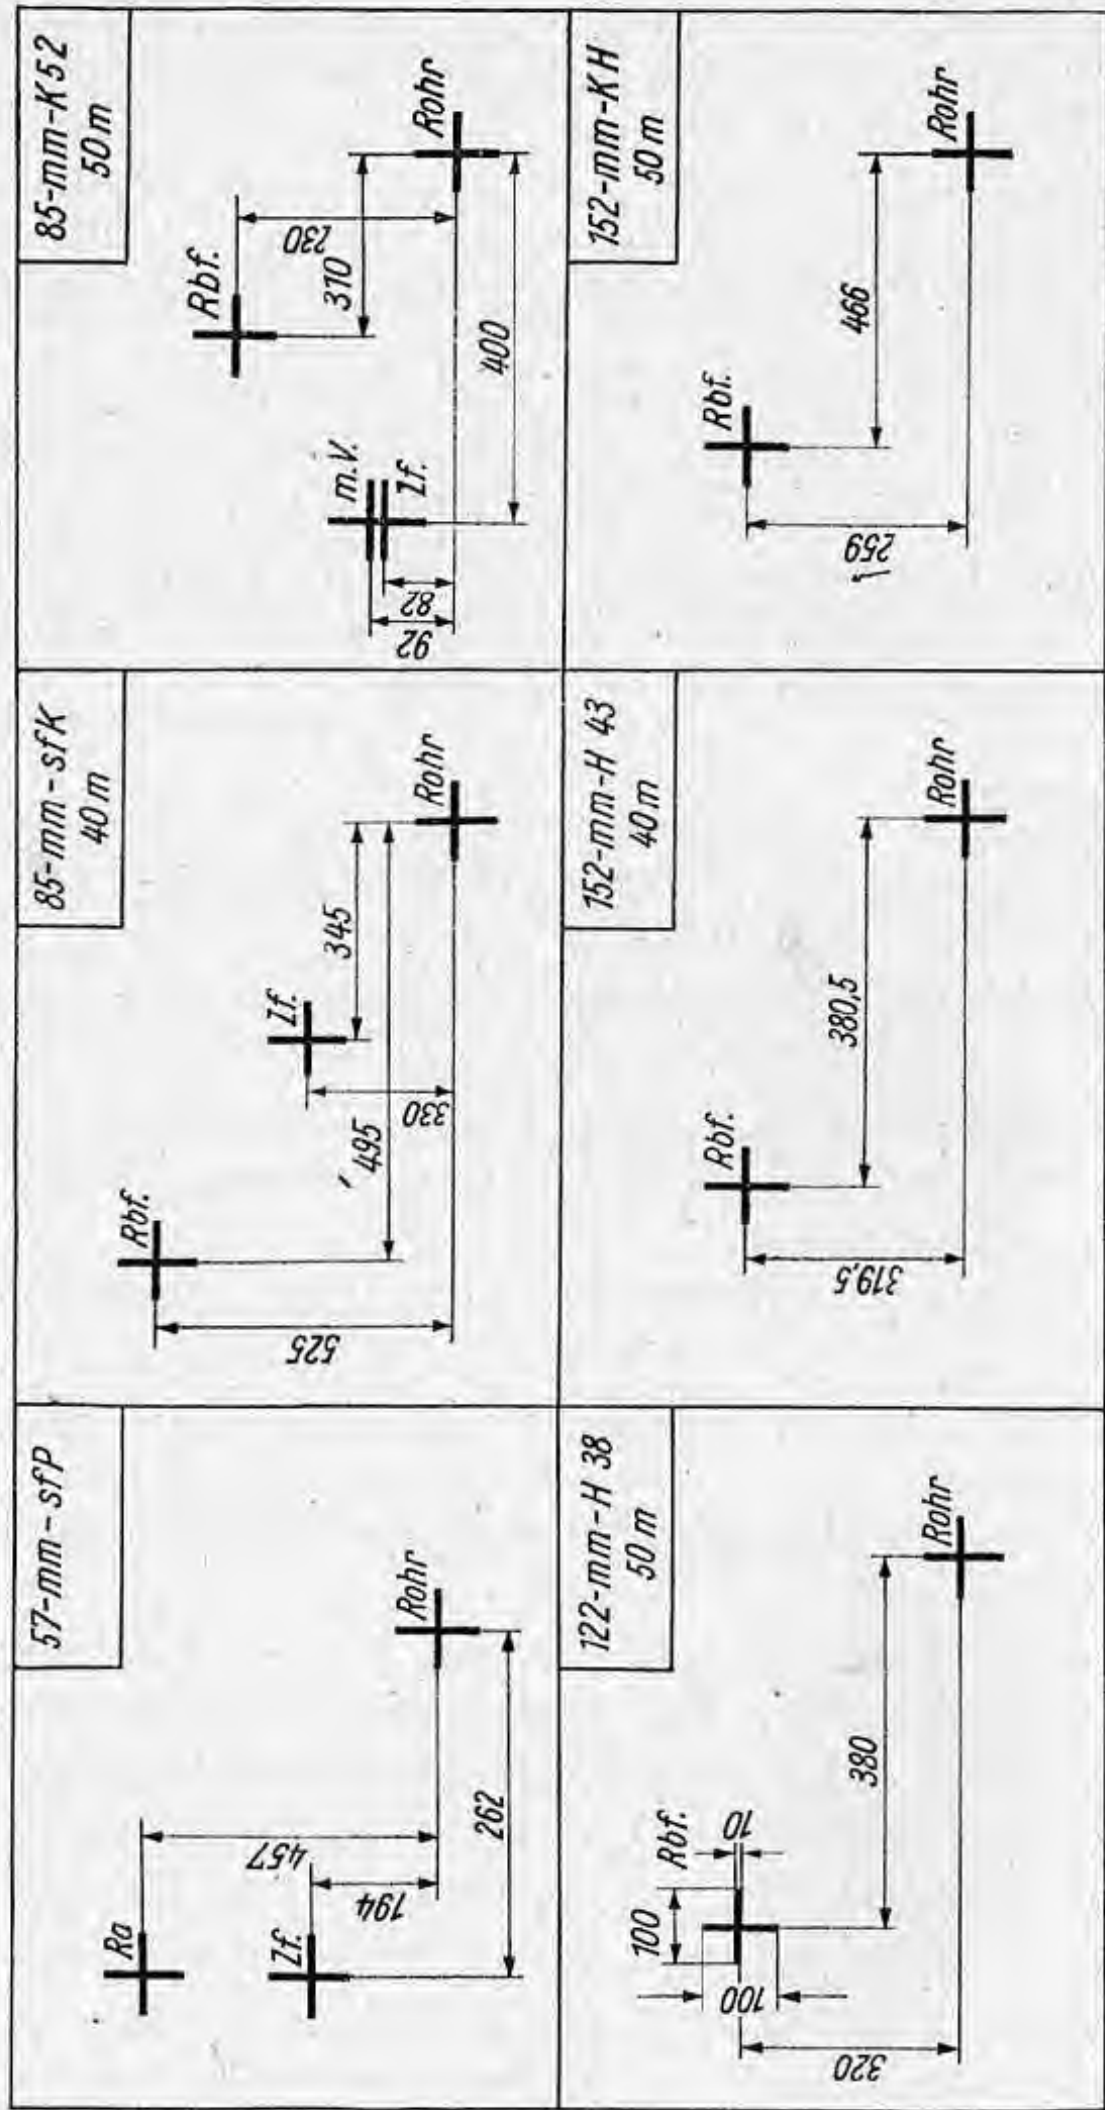 57-mm-sfP
Ra
457
Zf.
194
Rohr
262
85-mm-sfK
40 m
Rbf.
525
Zf.
345
495
330
Rohr
85-mm-K 52
50 m
Rbf.
230
310
m.V.
Zf.
92
82
Rohr
400
122-mm-H 38
50 m
Rbf.
100
10
100
380
320
Rohr
152-mm-H 43
40 m
Rbf.
380,5
319,5
Rohr
152-mm-KH
50 m
Rbf.
466
259
Rohr